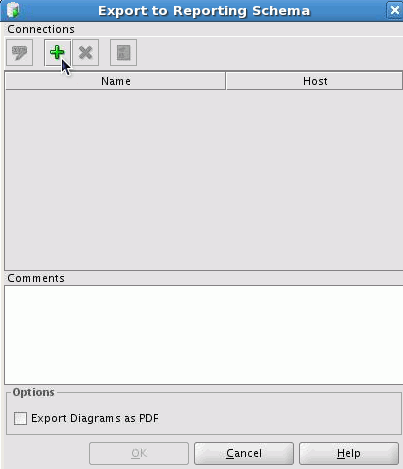 Export to Reporting Schema
Connections
Name Host
Comments
Options
Export Diagrams as PDF
OK Cancel Help